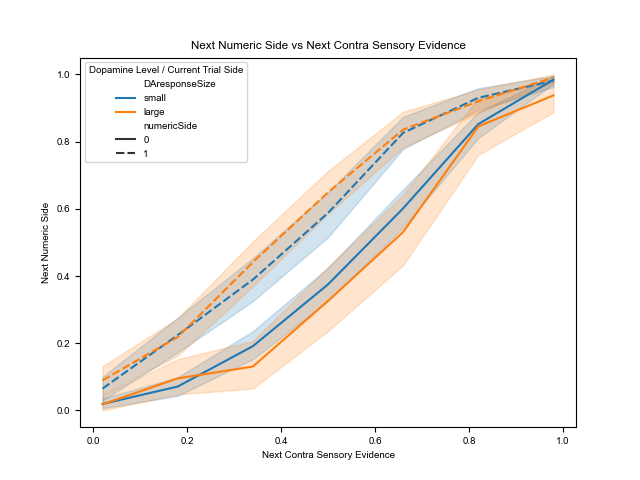 Next Numeric Side vs Next Contra Sensory Evidence
Dopamine Level / Current Trial Side
DAresponseSize
small
large
numericSide
0
1
1.0
0.8
0.6
0.4
0.2
0.0
Next Numeric Side
0.0 0.2 0.4 0.6 0.8 1.0
Next Contra Sensory Evidence